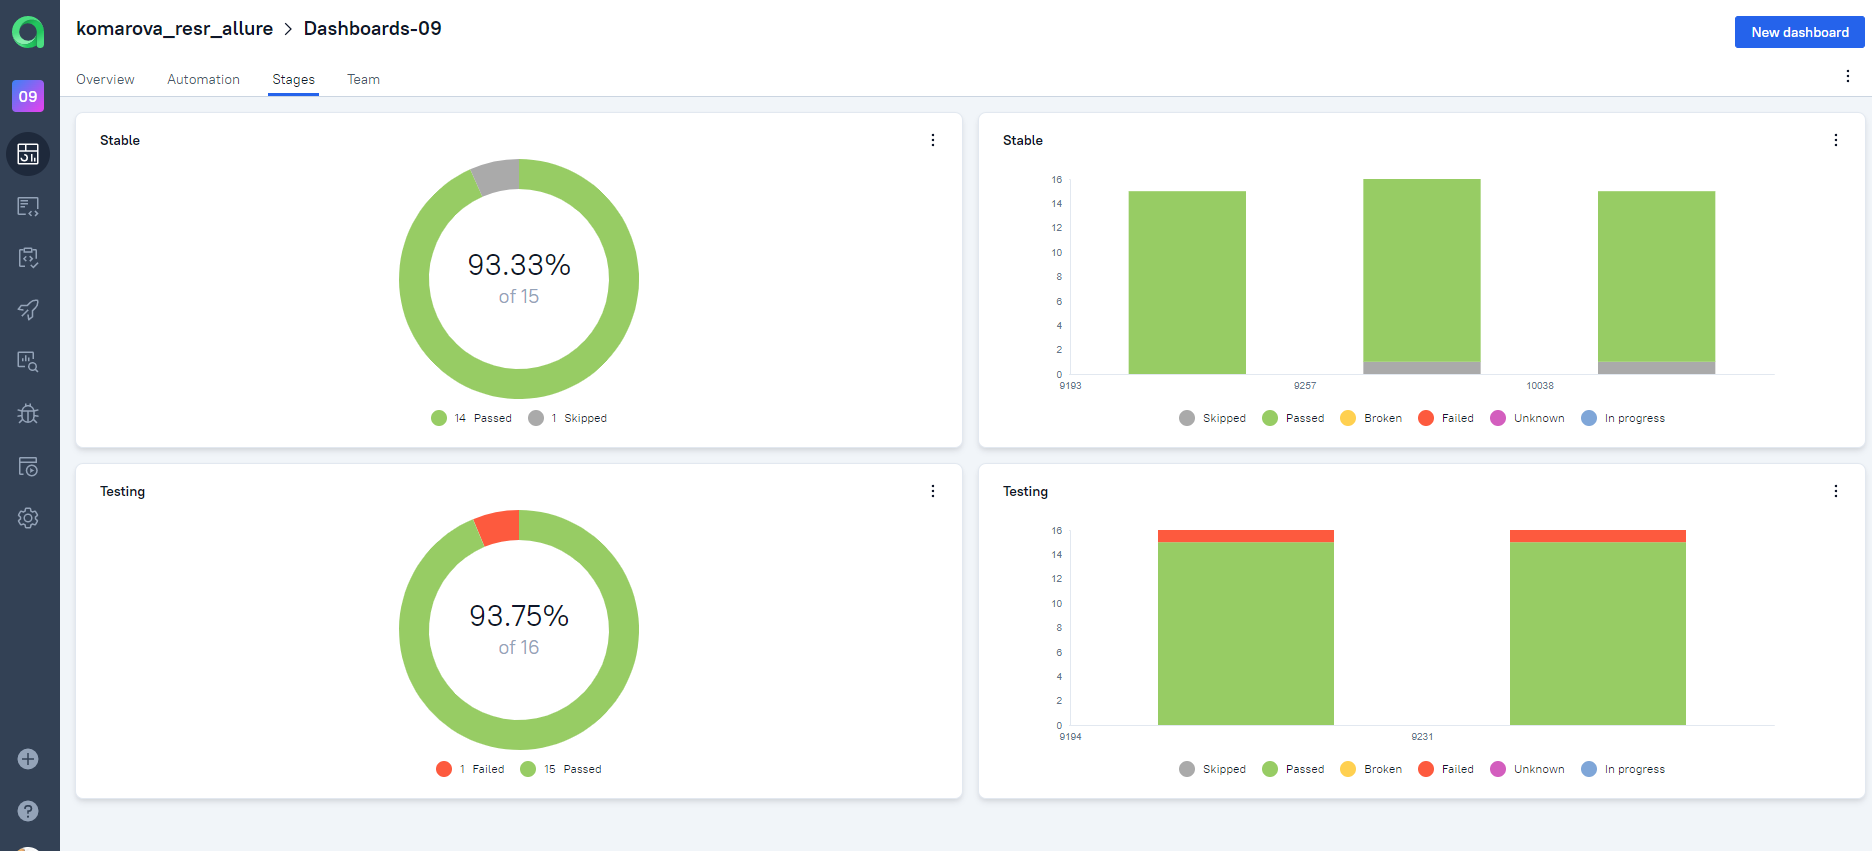 komarova_resr_allure > Dashboards-09
New dashboard
09
Overview Automation Stages Team
Stable
93.33%
of 15
14 Passed 1 Skipped
Stable
16
14
12
10
8
6
4
2
0
9193 9257 10038
Skipped Passed Broken Failed Unknown In progress
Testing
93.75%
of 16
1 Failed 15 Passed
Testing
16
14
12
10
8
6
4
2
0
9194 9231
Skipped Passed Broken Failed Unknown In progress